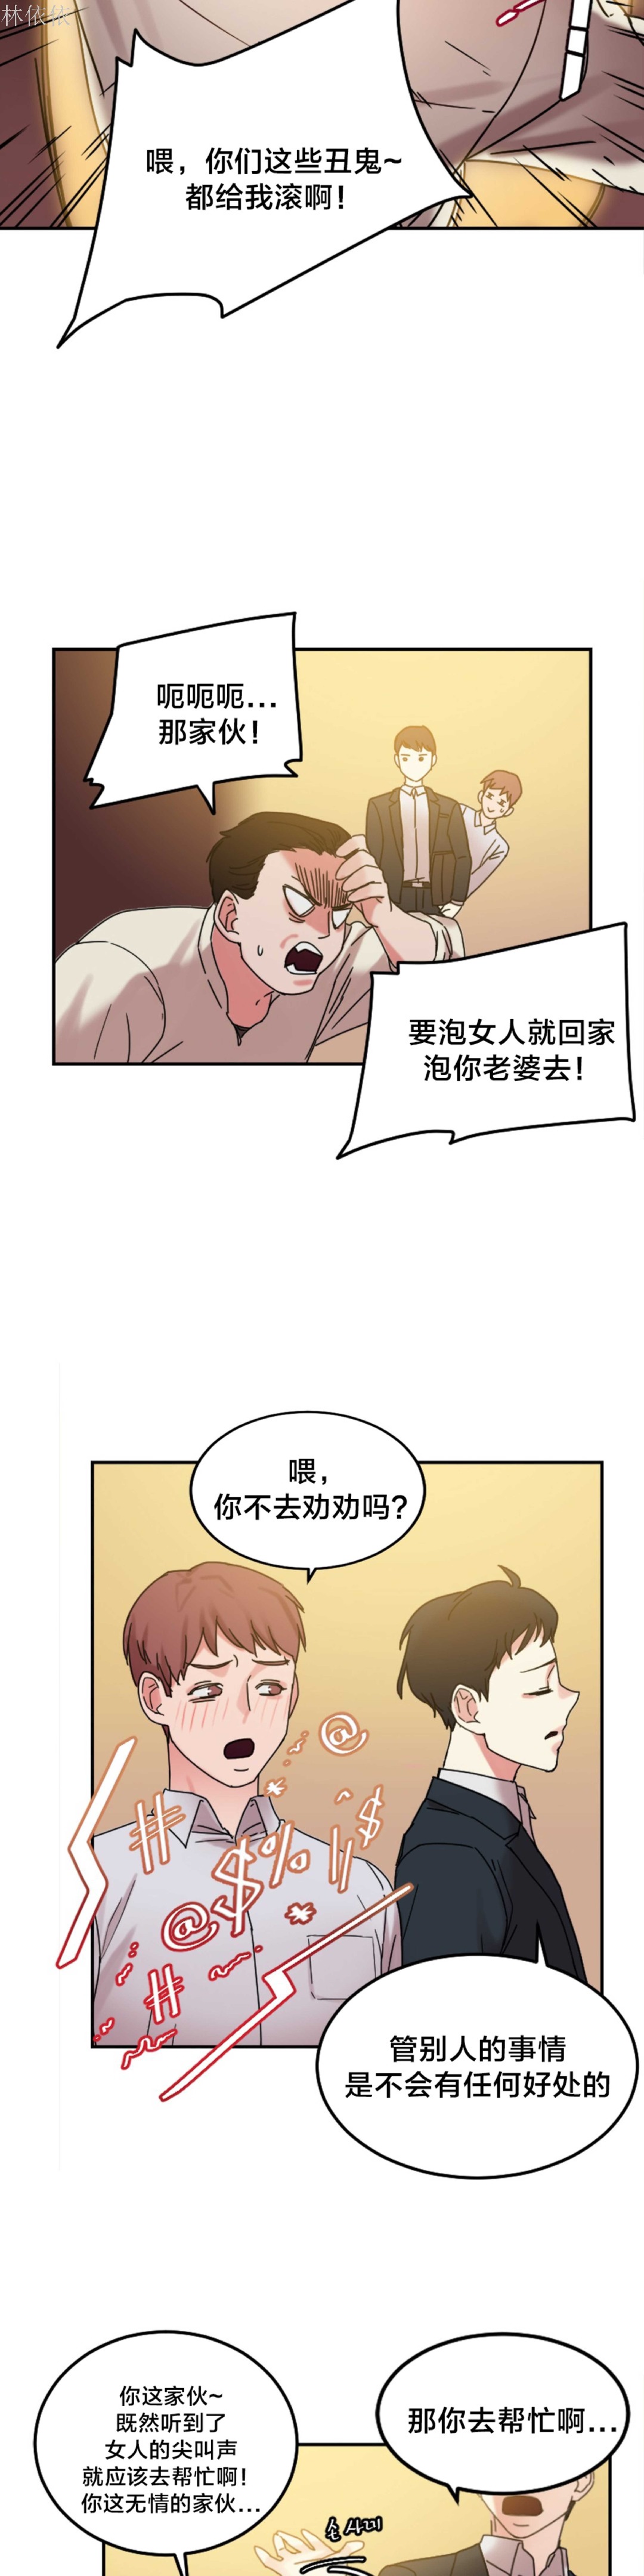 林依依
喂，你们这些丑鬼~
都给我滚啊！
呃呃呃...
那家伙！
要泡女人就回家
泡你老婆去！
喂，
你不去劝劝吗？
@
#*
$%
@$%*
#
管别人的事情
是不会有任何好处的
你这家伙~
既然听到了
女人的尖叫声
就应该去帮忙啊！
你这无情的家伙...
那你去帮忙啊...
손사래